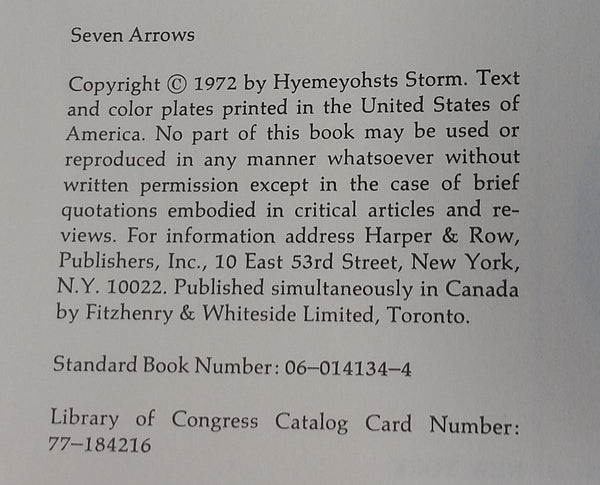 Seven Arrows
Copyright © 1972 by Hyemeyohsts Storm. Text
and color plates printed in the United States of
America. No part of this book may be used or
reproduced in any manner whatsoever without
written permission except in the case of brief
quotations embodied in critical articles and re-
views. For information address Harper & Row,
Publishers, Inc., 10 East 53rd Street, New York,
N.Y. 10022. Published simultaneously in Canada
by Fitzhenry & Whiteside Limited, Toronto.
Standard Book Number: 06–014134–4
Library of Congress Catalog Card Number:
77–184216